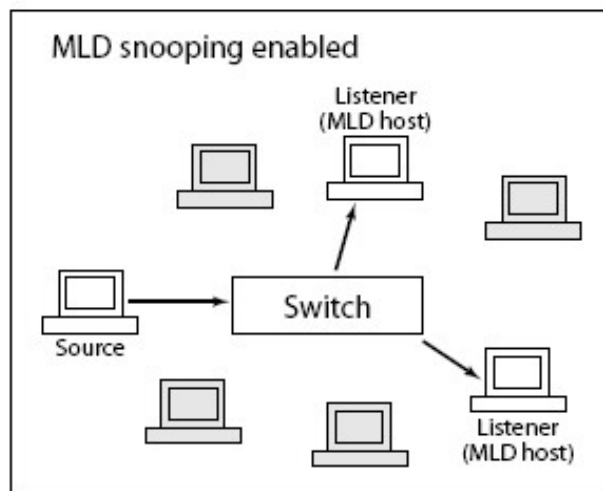 MLD snooping enabled
Listener
(MLD host)
Switch
Source
Listener
(MLD host)